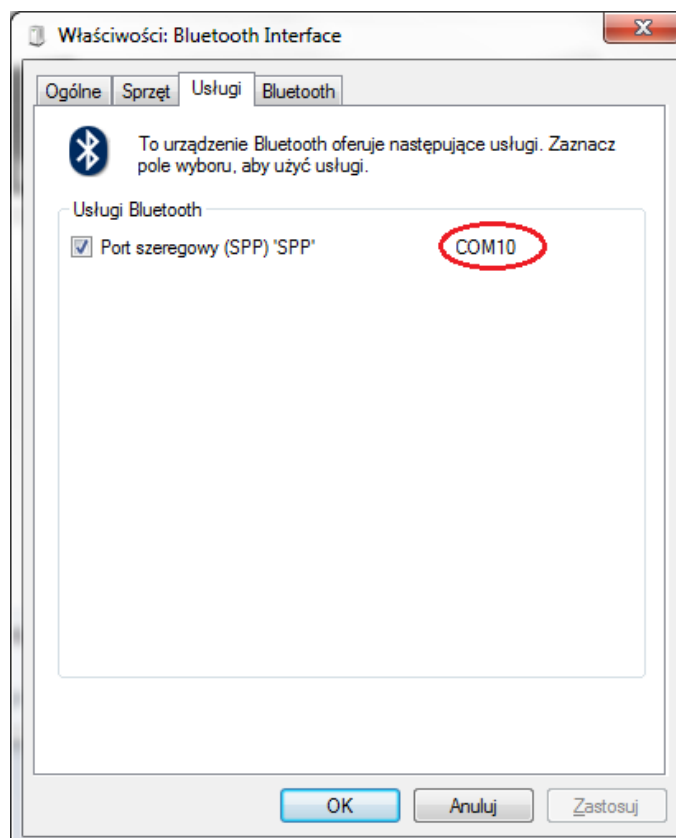 Właściwości: Bluetooth Interface
Ogólne Sprzęt Usługi Bluetooth
To urządzenie Bluetooth oferuje następujące usługi. Zaznacz
pole wyboru, aby użyć usługi.
Usługi Bluetooth
Port szeregowy (SPP) 'SPP' COM10
OK Anuluj Zastosuj